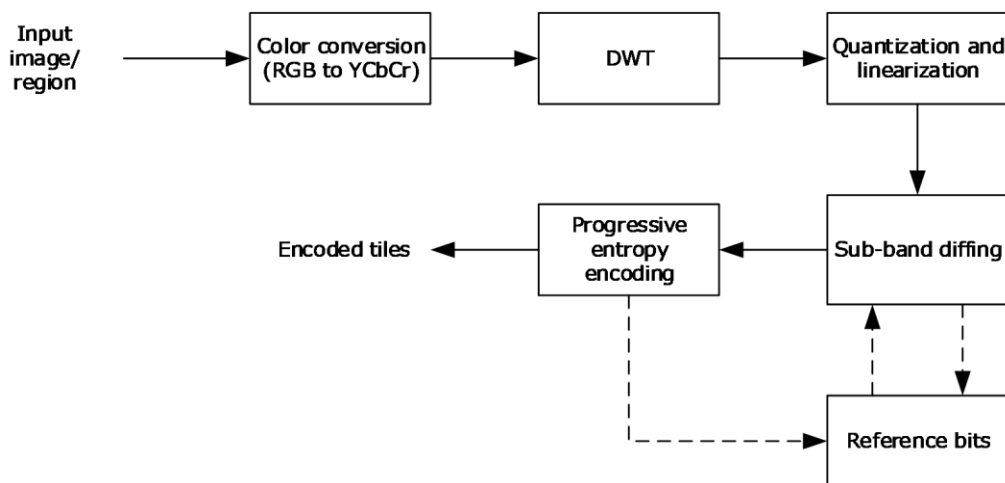 Input
image/
region
Color conversion
(RGB to YCbCr)
DWT
Quantization and
linearization
Encoded tiles
Progressive
entropy
encoding
Sub-band diffing
Reference bits